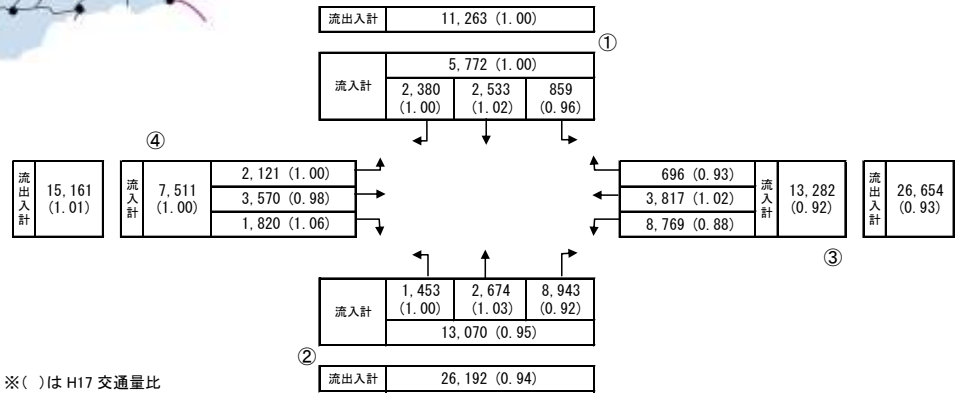 流出入計 11,263 (1.00)
①
流入計 5,772 (1.00)
2,380 2,533 859
(1.00) (1.02) (0.96)
④
流出入計 15,161 (1.01)
流入計 7,511 (1.00)
2,121 (1.00)
3,570 (0.98)
1,820 (1.06)
696 (0.93)
3,817 (1.02)
8,769 (0.88)
流入計 13,282 (0.92)
流出入計 26,654 (0.93)
③
流入計
1,453 2,674 8,943
(1.00) (1.03) (0.92)
13,070 (0.95)
②
流出入計 26,192 (0.94)
※( )は H17 交通量比